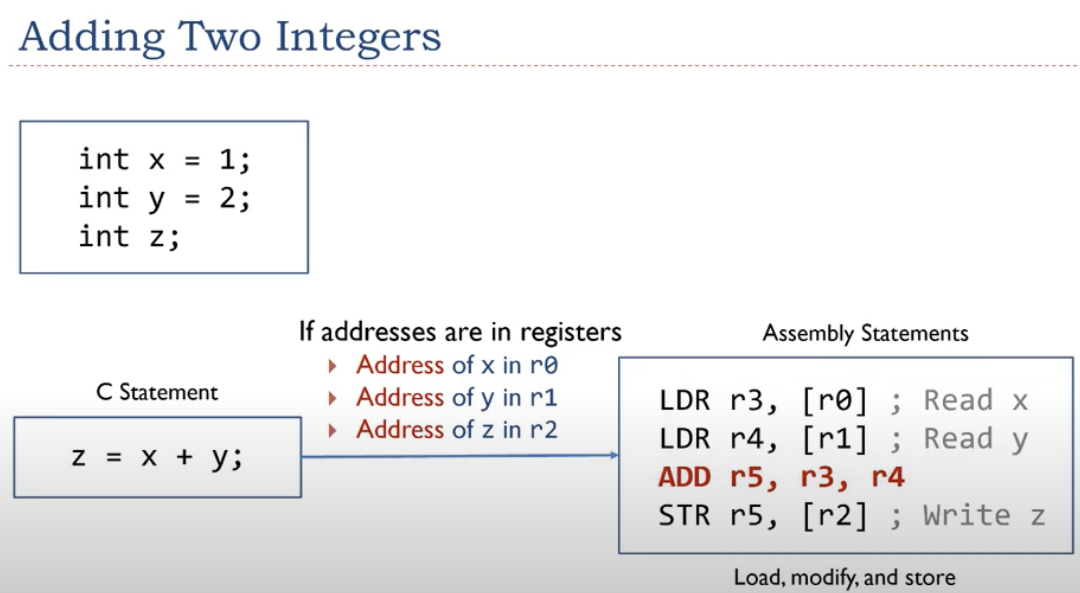 Adding Two Integers
int x = 1;
int y = 2;
int z;
If addresses are in registers
Address of x in r0
Address of y in r1
Address of z in r2
C Statement
z = x + y;
Assembly Statements
LDR r3, [r0] ; Read x
LDR r4, [r1] ; Read y
ADD r5, r3, r4
STR r5, [r2] ; Write z
Load, modify, and store